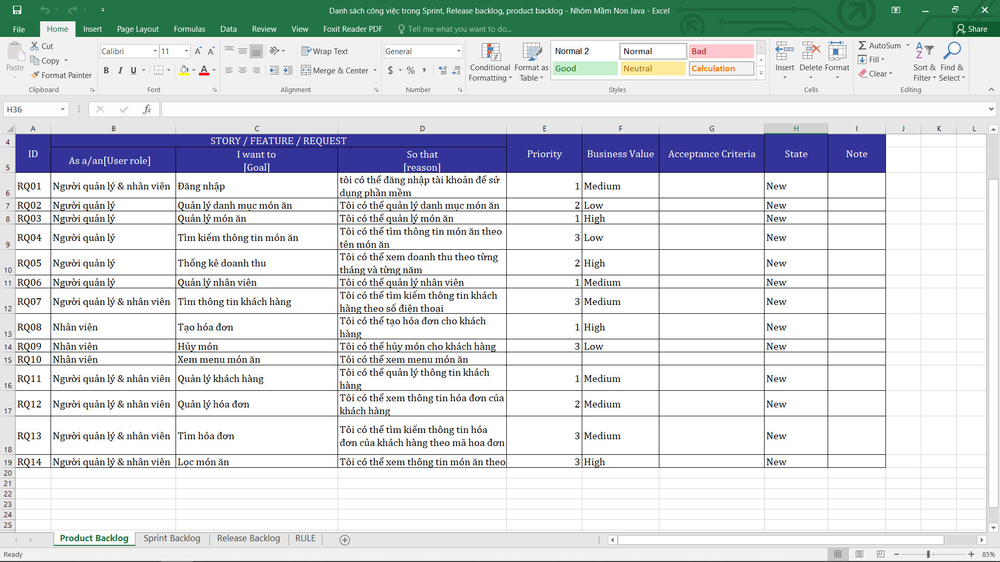 Danh sách công việc trong Sprint, Release backlog, product backlog - Nhóm Mầm Non Java - Excel
File Home Insert Page Layout Formulas Data Review View Foxit Reader PDF Tell me what you want to do... Share
Paste
Cut
Copy
Format Painter
Clipboard
Calibri 11
B I U
Font
Wrap Text
Merge & Center
Alignment
General
$ % ,
Number
Conditional Formatting
Format as Table
Normal 2 Normal Bad
Good Neutral Calculation
Styles
Insert Delete Format
Cells
AutoSum
Fill
Clear
Sort & Filter
Find & Select
Editing
H36 fx
A B C D E F G H I J K L
4 ID STORY / FEATURE / REQUEST Priority Business Value Acceptance Criteria State Note
5 As a/an[User role] I want to [Goal] So that [reason]
6 RQ01 Người quản lý & nhân viên Đăng nhập tôi có thể đăng nhập tài khoản để sử dụng phần mềm 1 Medium New
7 RQ02 Người quản lý Quản lý danh mục món ăn Tôi có thể quản lý danh mục món ăn 2 Low New
8 RQ03 Người quản lý Quản lý món ăn Tôi có thể quản lý món ăn 1 High New
9 RQ04 Người quản lý Tìm kiếm thông tin món ăn Tôi có thể tìm thông tin món ăn theo tên món ăn 3 Low New
10 RQ05 Người quản lý Thống kê doanh thu Tôi có thể xem doanh thu theo từng tháng và từng năm 2 High New
11 RQ06 Người quản lý Quản lý nhân viên Tôi có thể quản lý nhân viên 1 Medium New
12 RQ07 Người quản lý & nhân viên Tìm thông tin khách hàng Tôi có thể tìm kiếm thông tin khách hàng theo số điện thoại 3 Medium New
13 RQ08 Nhân viên Tạo hóa đơn Tôi có thể tạo hóa đơn cho khách hàng 1 High New
14 RQ09 Nhân viên Hủy món Tôi có thể hủy món cho khách hàng 3 Low New
15 RQ10 Nhân viên Xem menu món ăn Tôi có thể xem menu món ăn
16 RQ11 Người quản lý & nhân viên Quản lý khách hàng Tôi có thể quản lý thông tin khách hàng 1 Medium New
17 RQ12 Người quản lý & nhân viên Quản lý hóa đơn Tôi có thể xem thông tin hóa đơn của khách hàng 2 Medium New
18 RQ13 Người quản lý & nhân viên Tìm hóa đơn Tôi có thể tìm kiếm thông tin hóa đơn của khách hàng theo mã hoa đơn 3 Medium New
19 RQ14 Người quản lý & nhân viên Lọc món ăn Tôi có thể xem thông tin món ăn theo 3 High New
20
21
22
23
24
25
Product Backlog Sprint Backlog Release Backlog RULE
Ready 85%